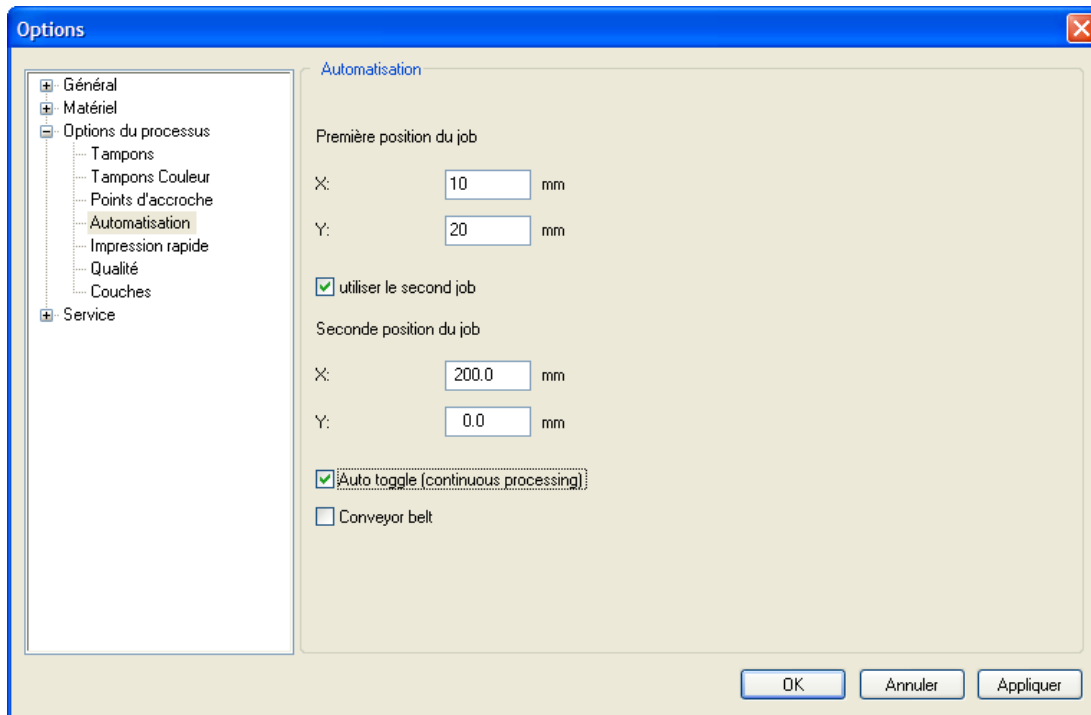 Options
Général
Matériel
Options du processus
Tampons
Tampons Couleur
Points d'accroche
Automatisation
Impression rapide
Qualité
Couches
Service
Automatisation
Première position du job
X: 10 mm
Y: 20 mm
utiliser le second job
Seconde position du job
X: 200.0 mm
Y: 0.0 mm
Auto toggle (continuous processing)
Conveyor belt
OK Annuler Appliquer